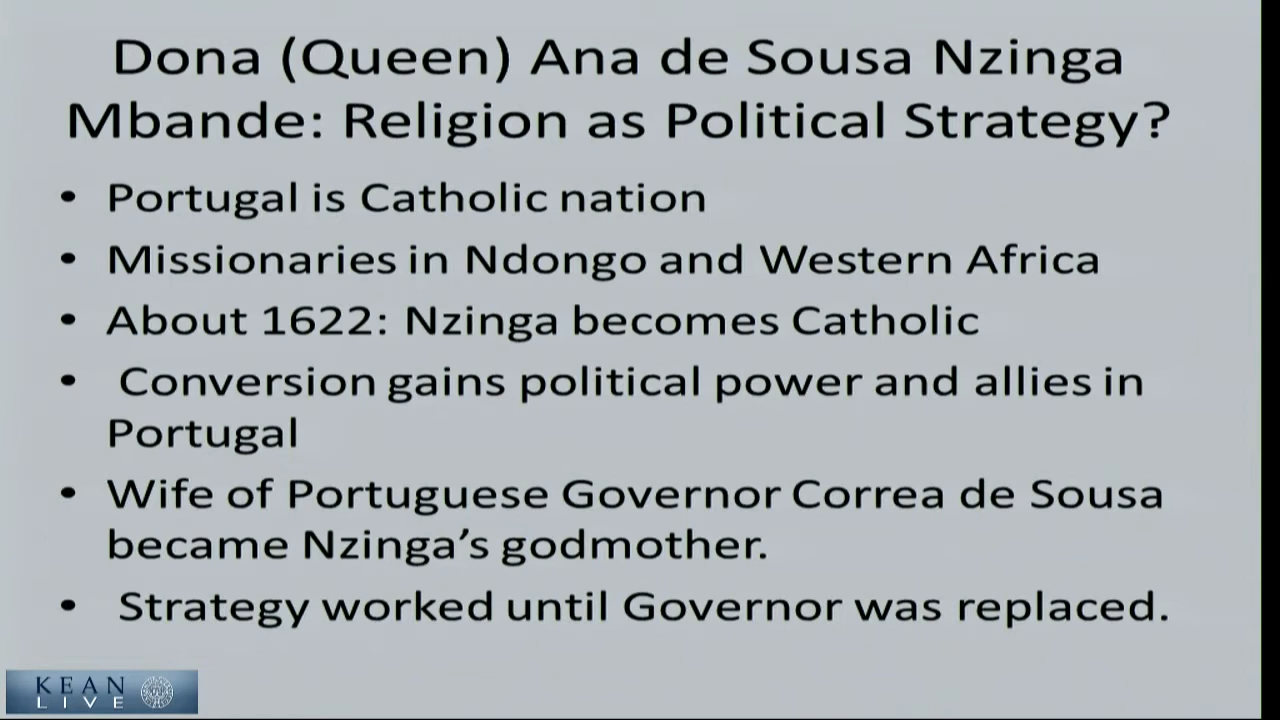 Dona (Queen) Ana de Sousa Nzinga
Mbande: Religion as Political Strategy?
• Portugal is Catholic nation
• Missionaries in Ndongo and Western Africa
• About 1622: Nzinga becomes Catholic
• Conversion gains political power and allies in
Portugal
• Wife of Portuguese Governor Correa de Sousa
became Nzinga’s godmother.
• Strategy worked until Governor was replaced.
KEAN
LIVE